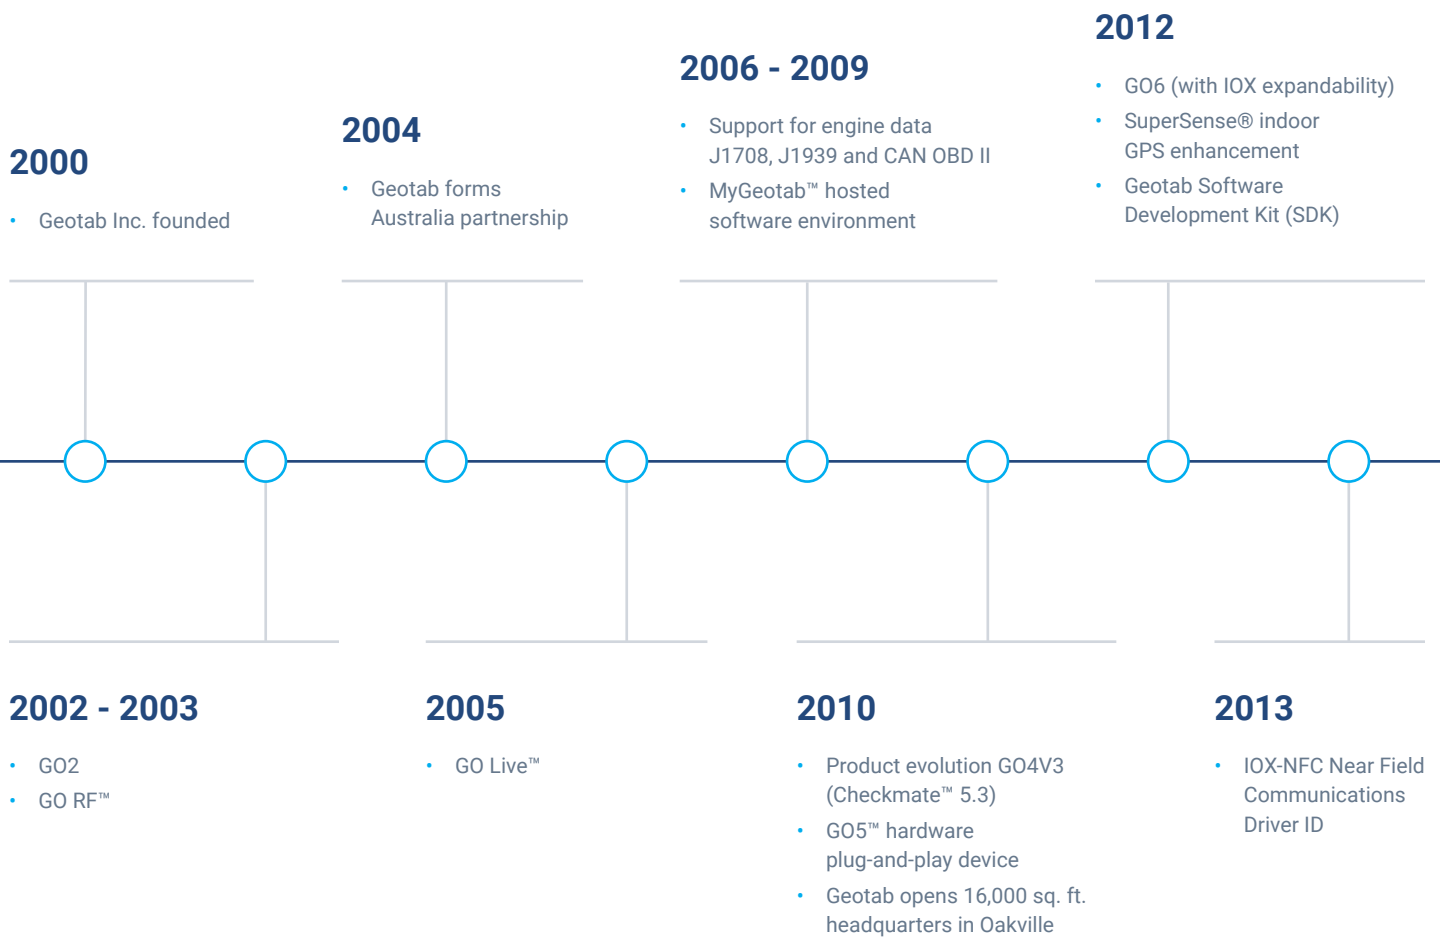 2000
• Geotab Inc. founded
2004
• Geotab forms
Australia partnership
2006 - 2009
• Support for engine data
J1708, J1939 and CAN OBD II
• MyGeotab™ hosted
software environment
2012
• GO6 (with IOX expandability)
• SuperSense® indoor
GPS enhancement
• Geotab Software
Development Kit (SDK)
2002 - 2003
• GO2
• GO RF™
2005
• GO Live™
2010
• Product evolution GO4V3
(Checkmate™ 5.3)
• GO5™ hardware
plug-and-play device
• Geotab opens 16,000 sq. ft.
headquarters in Oakville
2013
• IOX-NFC Near Field
Communications
Driver ID